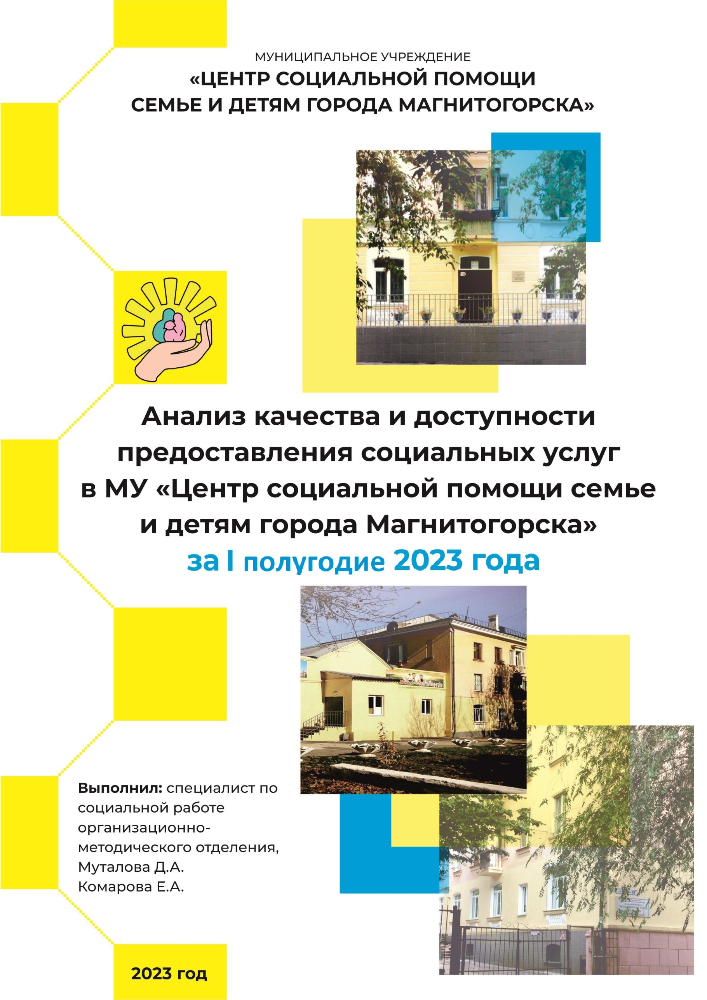 МУНИЦИПАЛЬНОЕ УЧРЕЖДЕНИЕ
«ЦЕНТР СОЦИАЛЬНОЙ ПОМОЩИ
СЕМЬЕ И ДЕТЯМ ГОРОДА МАГНИТОГОРСКА»
Анализ качества и доступности
предоставления социальных услуг
в МУ «Центр социальной помощи семье
и детям города Магнитогорска»
за I полугодие 2023 года
Выполнил: специалист по
социальной работе
организационно-
методического отделения,
Муталова Д.А.
Комарова Е.А.
2023 год